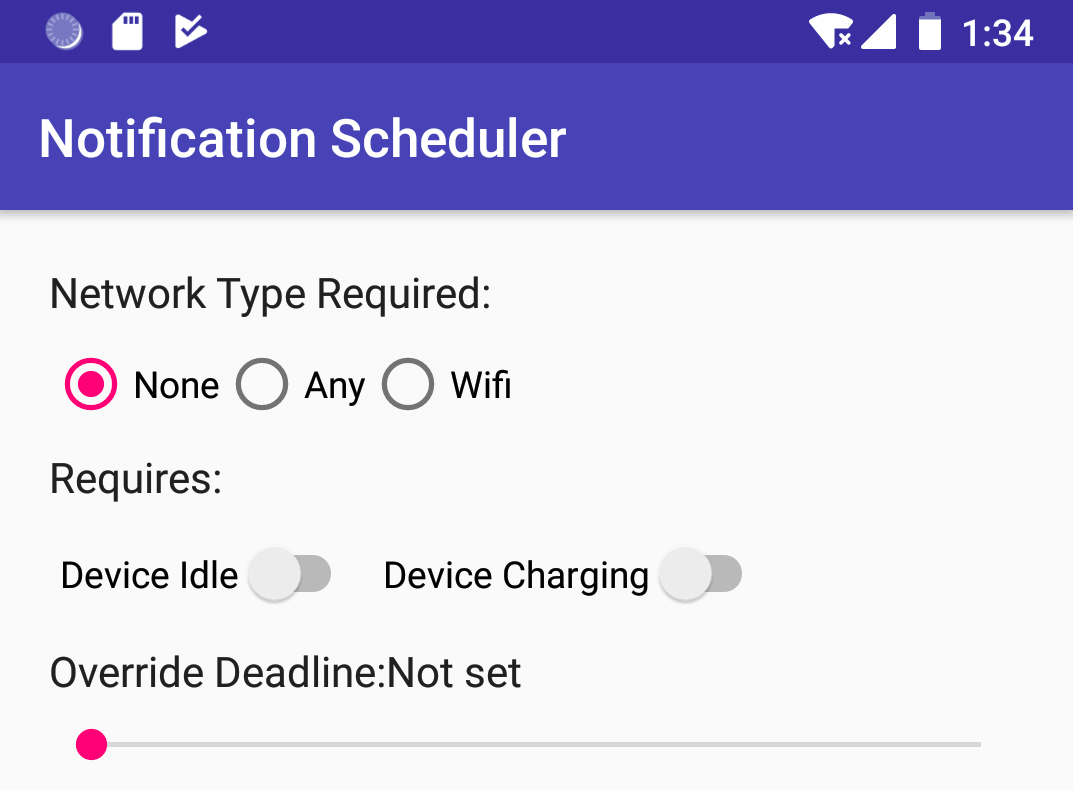 1:34
Notification Scheduler
Network Type Required:
None Any Wifi
Requires:
Device Idle Device Charging
Override Deadline:Not set